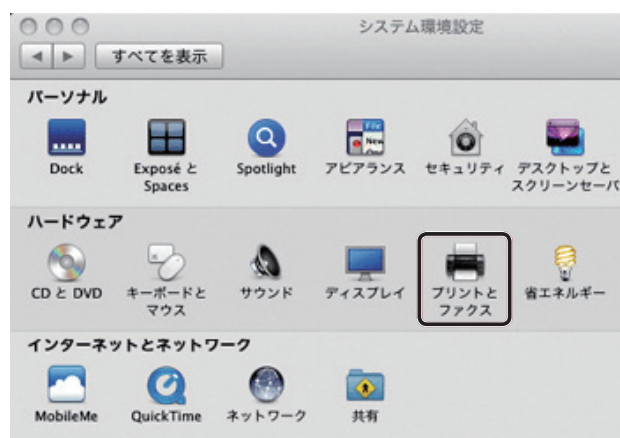 システム環境設定
すべてを表示
パーソナル
Dock
Exposé と
Spaces
Spotlight
アピアランス
セキュリティ
デスクトップと
スクリーンセーバ
ハードウェア
CD と DVD
キーボードと
マウス
サウンド
ディスプレイ
プリントと
ファクス
省エネルギー
インターネットとネットワーク
MobileMe
QuickTime
ネットワーク
共有